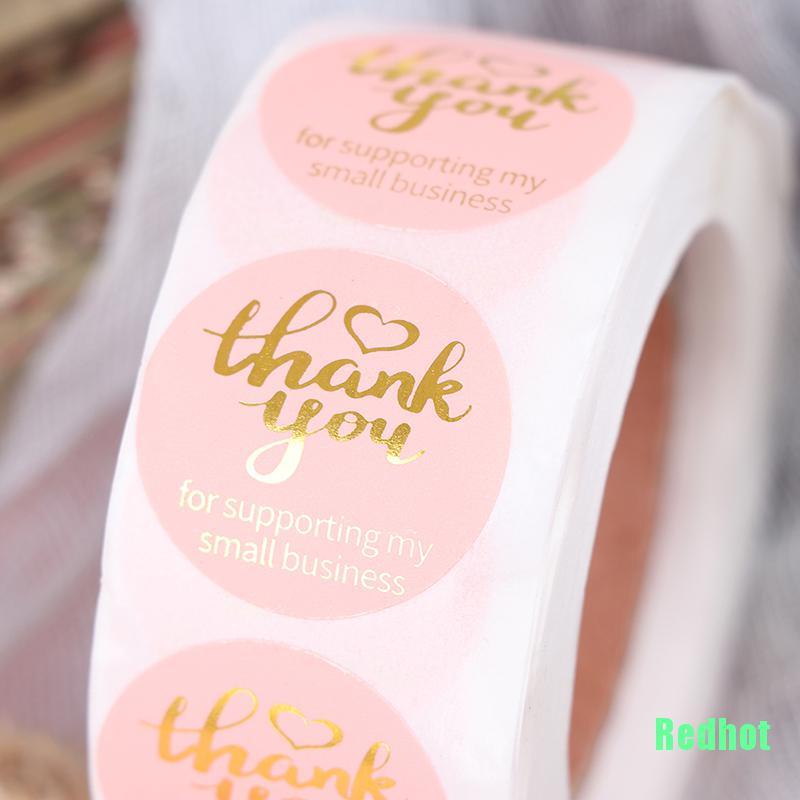 thank
you
for supporting my
small business
thank
you
for supporting my
small business
thank
Redhot